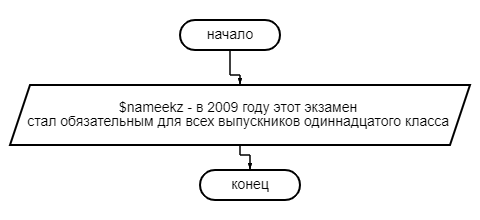 начало
$nameekz - в 2009 году этот экзамен
стал обязательным для всех выпускников одиннадцатого класса
конец